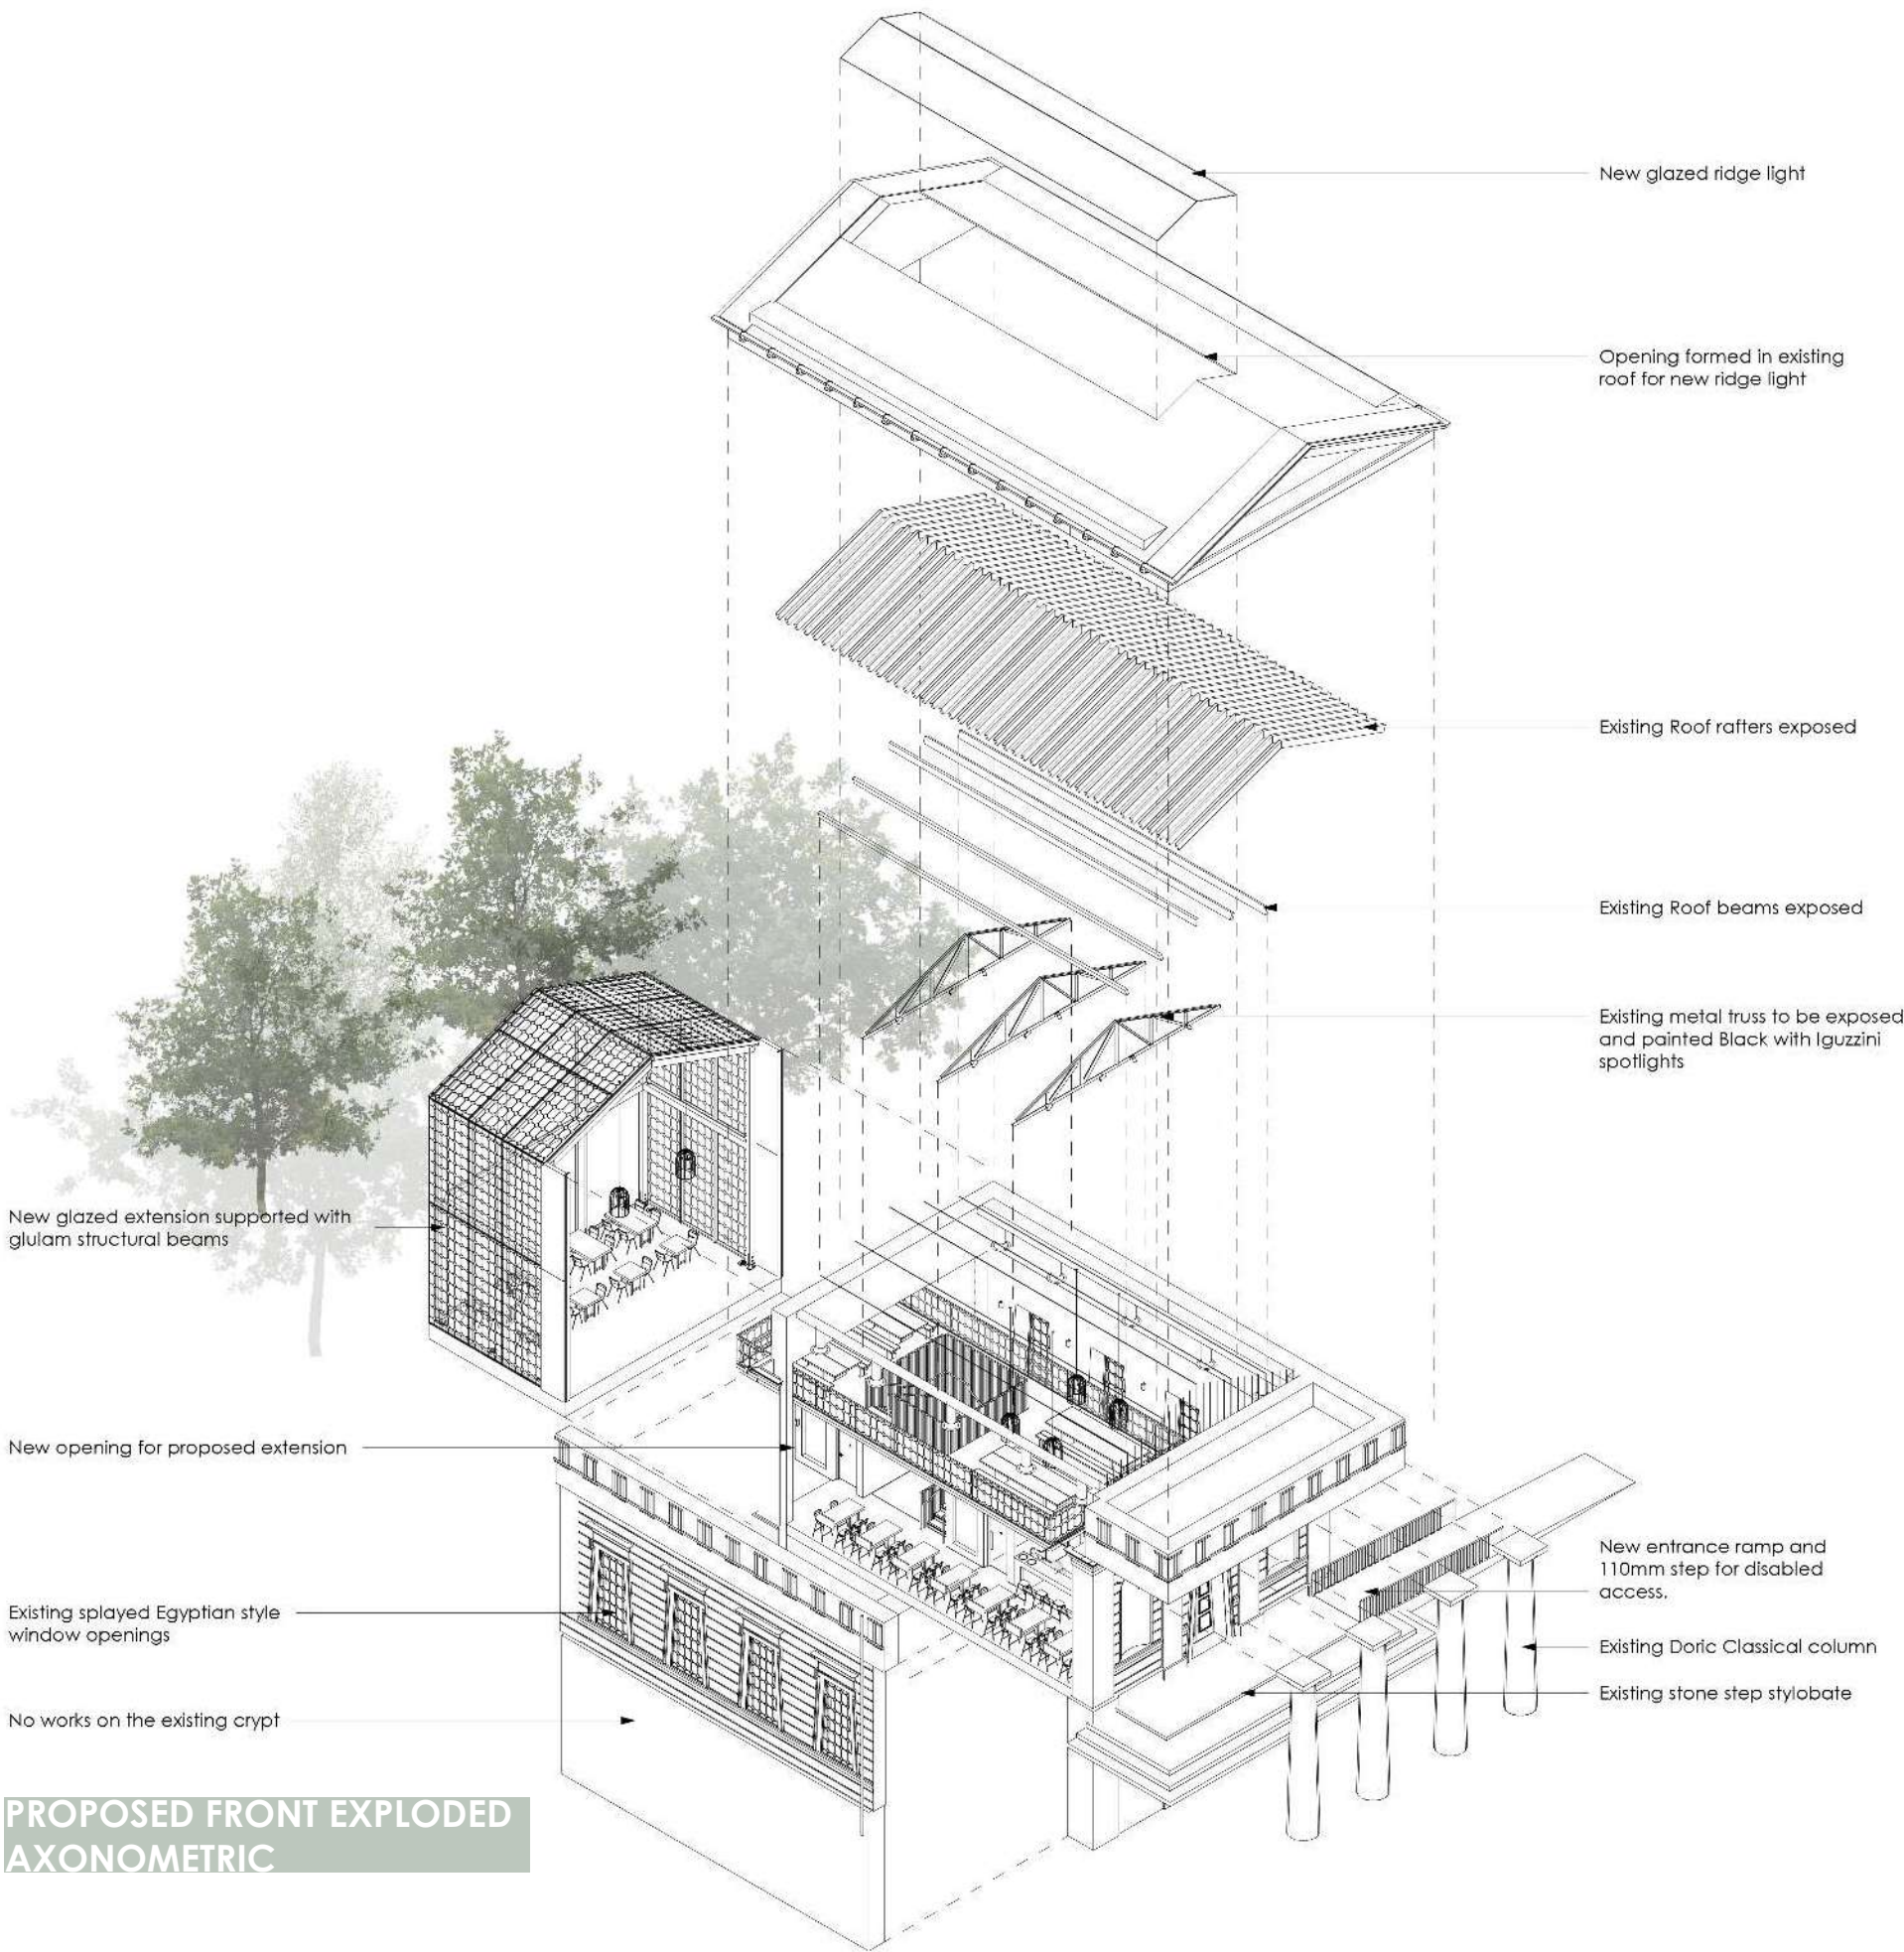 New glazed ridge light
Opening formed in existing
roof for new ridge light
Existing Roof rafters exposed
Existing Roof beams exposed
Existing metal truss to be exposed
and painted Black with Iguzzini
spotlights
New glazed extension supported with
glulam structural beams
New opening for proposed extension
Existing splayed Egyptian style
window openings
No works on the existing crypt
New entrance ramp and
110mm step for disabled
access.
Existing Doric Classical column
Existing stone step stylobate
PROPOSED FRONT EXPLODED
AXONOMETRIC